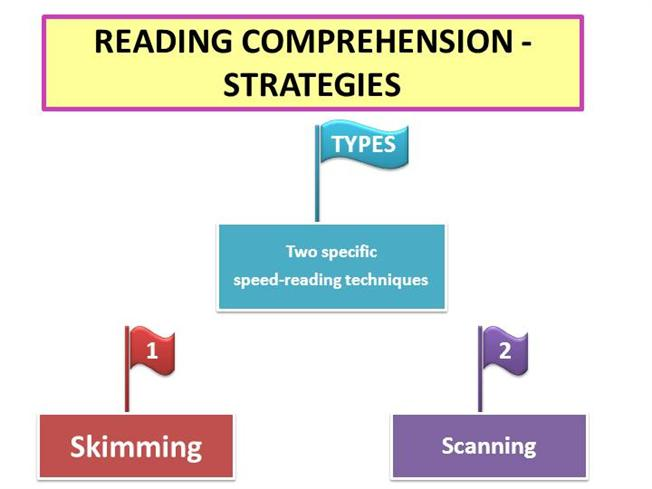 READING COMPREHENSION -
STRATEGIES
TYPES
Two specific
speed-reading techniques
1
2
Skimming
Scanning